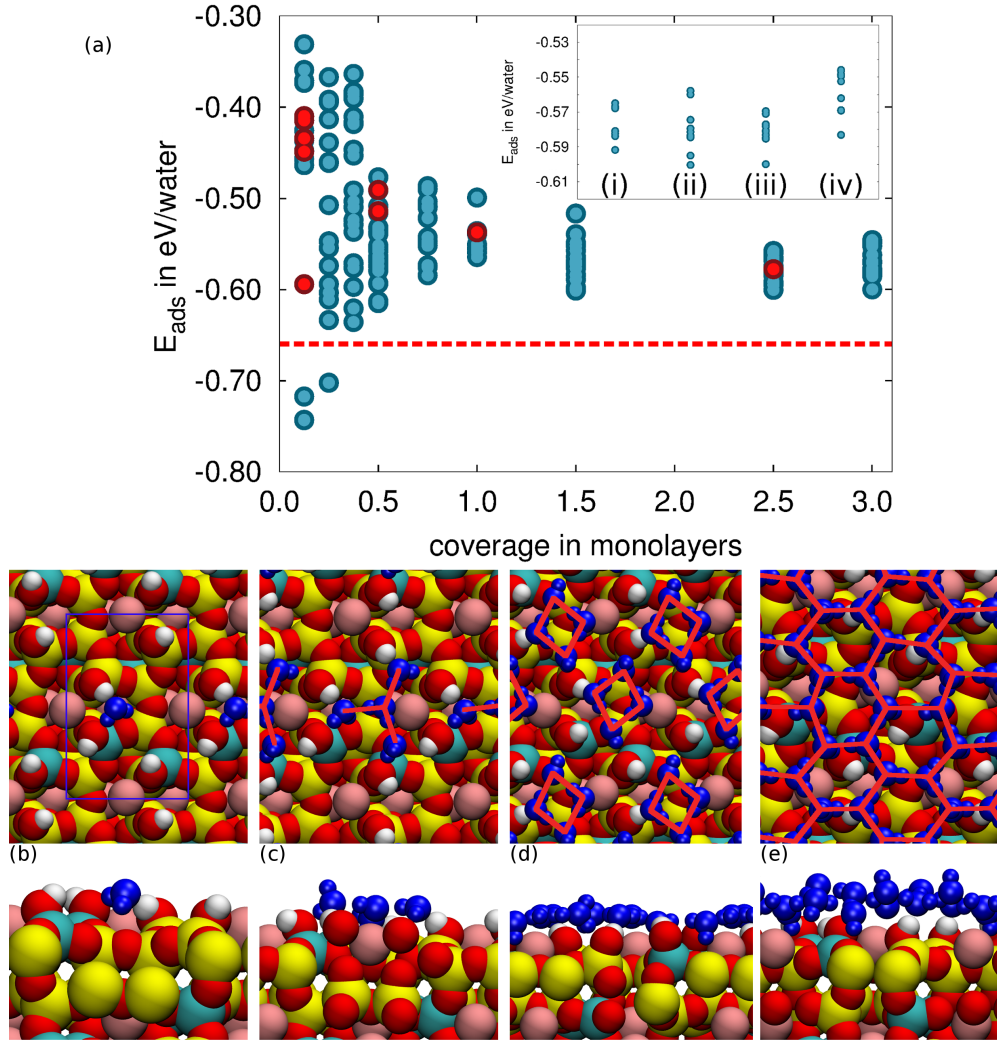 (a)
E_ads in eV/water
-0.30
-0.40
-0.50
-0.60
-0.70
-0.80
0.0 0.5 1.0 1.5 2.0 2.5 3.0
coverage in monolayers
E_ads in eV/water
-0.53
-0.55
-0.57
-0.59
-0.61
(i) (ii) (iii) (iv)
(b) (c) (d) (e)